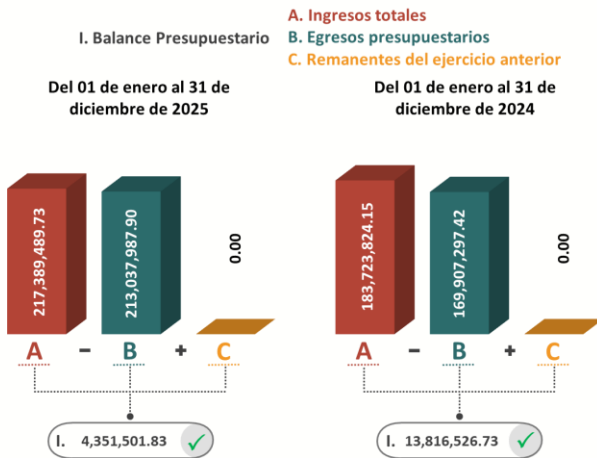 I. Balance Presupuestario
A. Ingresos totales
B. Egresos presupuestarios
C. Remanentes del ejercicio anterior
Del 01 de enero al 31 de
diciembre de 2025
217,389,489.73
213,037,987.90
0.00
A – B + C
I. 4,351,501.83
Del 01 de enero al 31 de
diciembre de 2024
183,723,824.15
169,907,297.42
0.00
A – B + C
I. 13,816,526.73